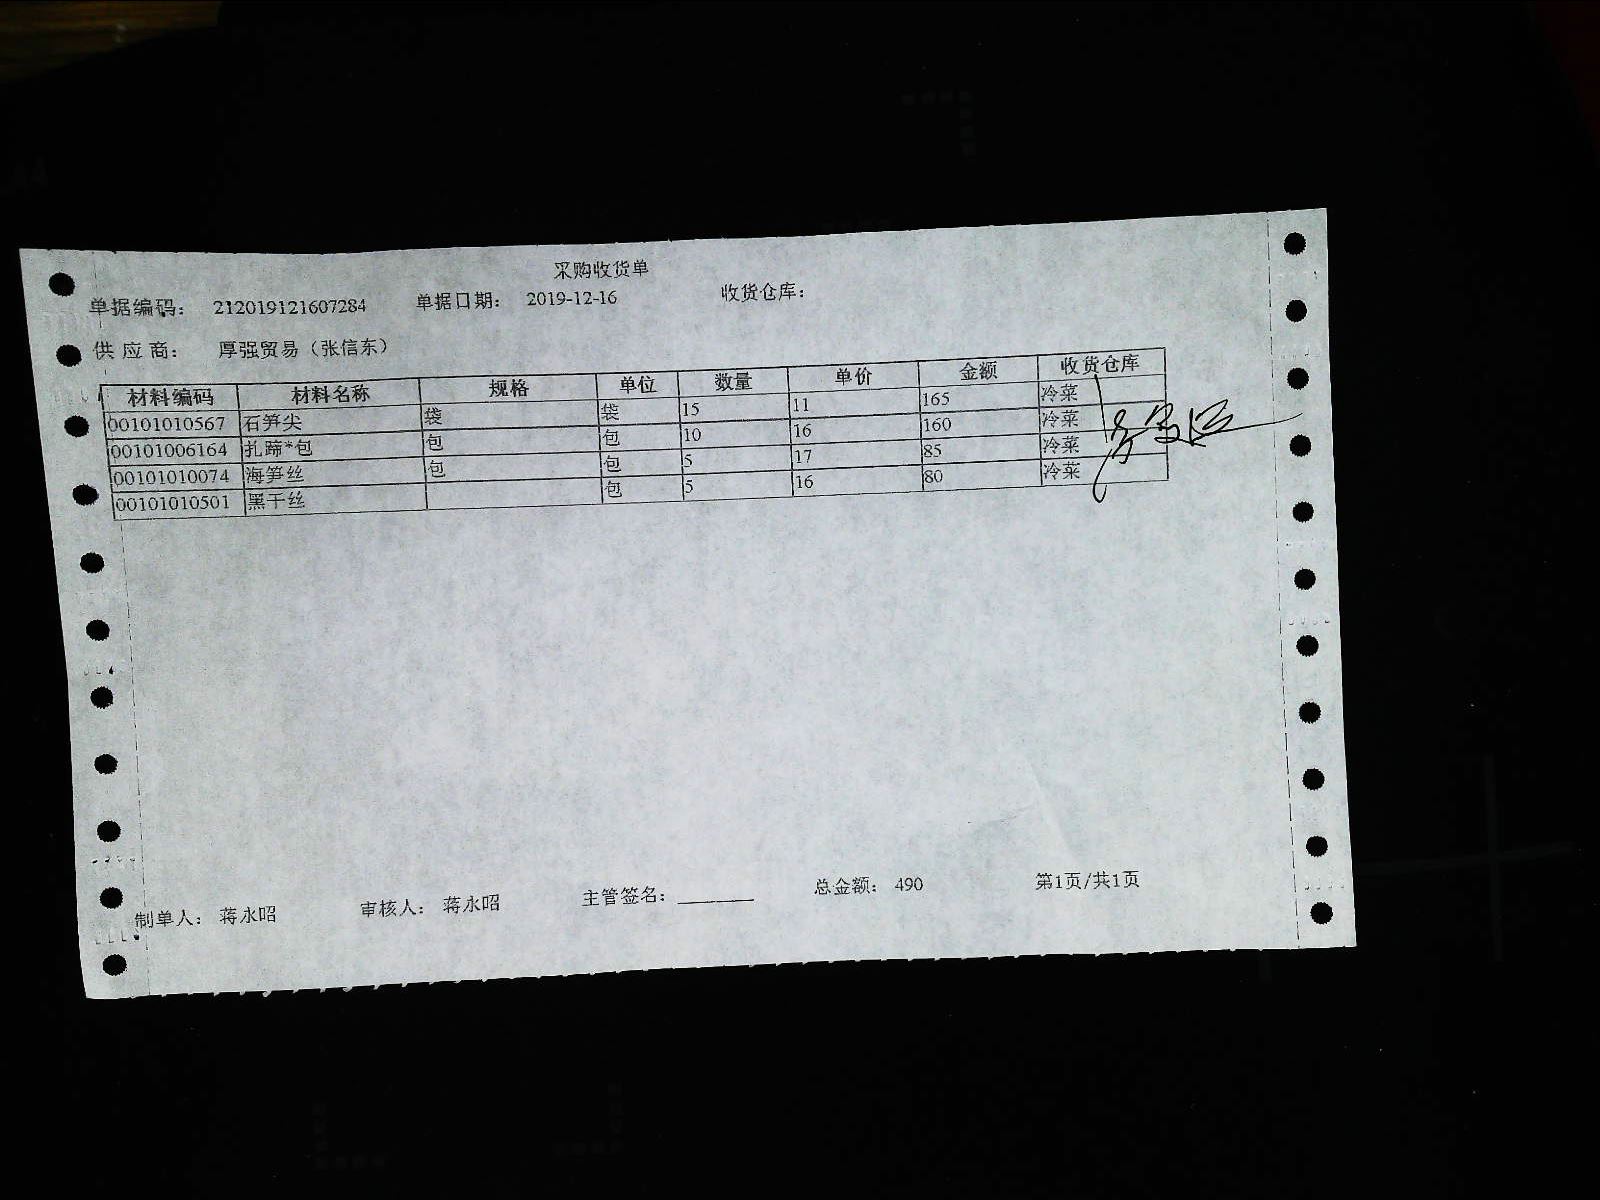 采购收货单
单据编码: 212019121607284 单据日期: 2019-12-16 收货仓库:
供应商: 厚强贸易（张信东）
材料编码 材料名称 规格 单位 数量 单价 金额 收货仓库
00101010567 石笋尖 袋 袋 15 11 165 冷菜
00101006164 扎蹄*包 包 包 10 16 160 冷菜
00101010074 海笋丝 包 包 5 17 85 冷菜
00101010501 黑干丝 包 5 16 80 冷菜
制单人: 蒋永昭 审核人: 蒋永昭 主管签名: 总金额: 490 第1页/共1页